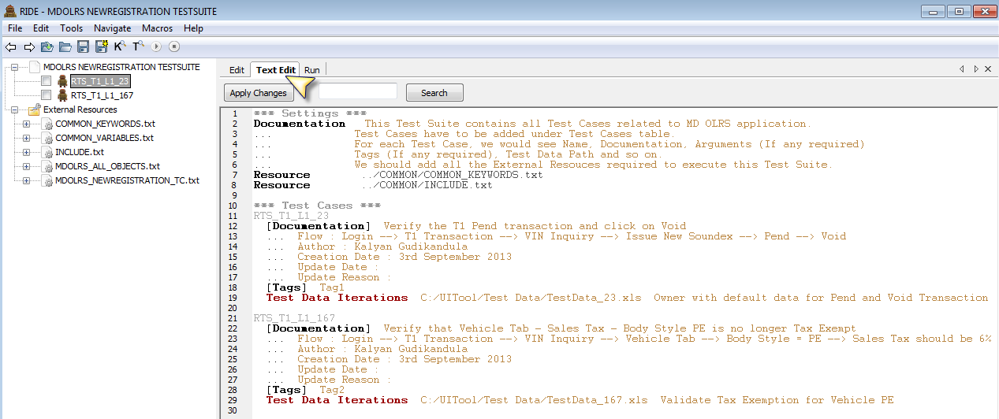 RIDE - MDOLRS NEWREGISTRATION TESTSUITE
File Edit Tools Navigate Macros Help
K T
MDOLRS NEWREGISTRATION TESTSUITE
RTS_T1_L1_23
RTS_T1_L1_167
External Resources
COMMON_KEYWORDS.txt
COMMON_VARIABLES.txt
INCLUDE.txt
MDOLRS_ALL_OBJECTS.txt
MDOLRS_NEWREGISTRATION_TC.txt
Edit Text Edit Run
Apply Changes Search
1 *** Settings ***
2 Documentation This Test Suite contains all Test Cases related to MD OLRS application.
3 ... Test Cases have to be added under Test Cases table.
4 ... For each Test Case, we would see Name, Documentation, Arguments (If any required)
5 ... Tags (If any required), Test Data Path and so on.
6 ... We should add all the External Resouces required to execute this Test Suite.
7 Resource ../COMMON/COMMON_KEYWORDS.txt
8 Resource ../COMMON/INCLUDE.txt
9
10 *** Test Cases ***
11 RTS_T1_L1_23
12 [Documentation] Verify the T1 Pend transaction and click on Void
13 ... Flow : Login --> T1 Transaction --> VIN Inquiry --> Issue New Soundex --> Pend --> Void
14 ... Author : Kalyan Gudikandula
15 ... Creation Date : 3rd September 2013
16 ... Update Date :
17 ... Update Reason :
18 [Tags] Tag1
19 Test Data Iterations C:/UITool/Test Data/TestData_23.xls Owner with default data for Pend and Void Transaction
20
21 RTS_T1_L1_167
22 [Documentation] Verify that Vehicle Tab - Sales Tax - Body Style PE is no longer Tax Exempt
23 ... Flow : Login --> T1 Transaction --> VIN Inquiry --> Vehicle Tab --> Body Style = PE --> Sales Tax should be 6%
24 ... Author : Kalyan Gudikandula
25 ... Creation Date : 3rd September 2013
26 ... Update Date :
27 ... Update Reason :
28 [Tags] Tag2
29 Test Data Iterations C:/UITool/Test Data/TestData_167.xls Validate Tax Exemption for Vehicle PE
30